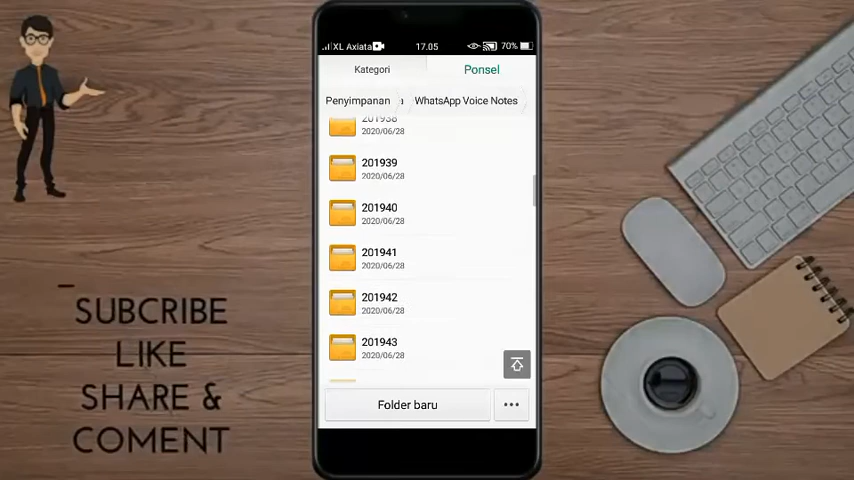 XL Axiata
17.05
70%
Kategori
Ponsel
Penyimpanan
WhatsApp Voice Notes
201938
2020/06/28
201939
2020/06/28
201940
2020/06/28
201941
2020/06/28
201942
2020/06/28
201943
2020/06/28
Folder baru
SUBCRIBE
LIKE
SHARE &
COMENT